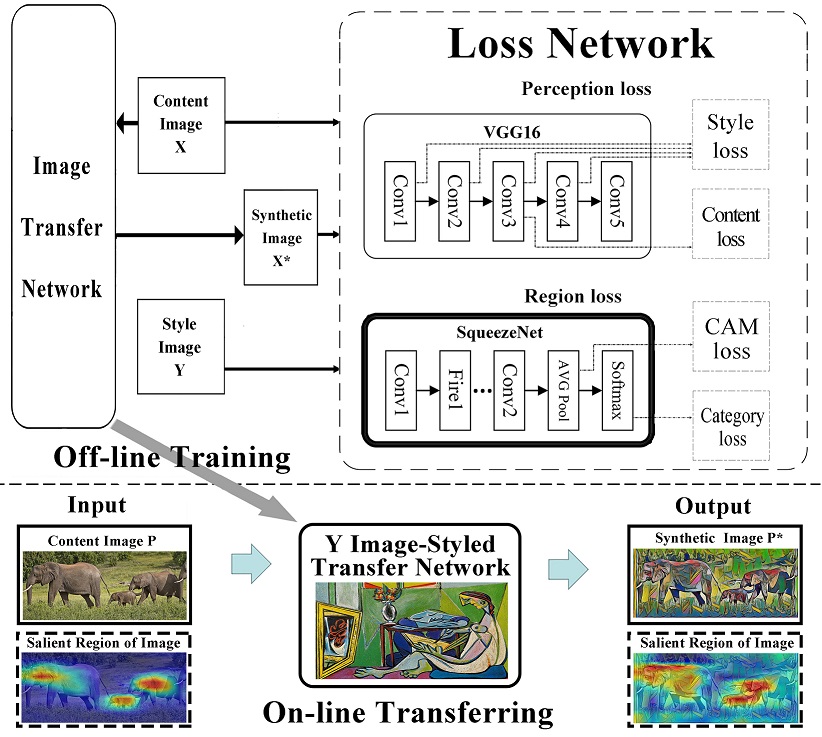 Loss Network
Perception loss
Content
Image
X
VGG16
Conv1
Conv2
Conv3
Conv4
Conv5
Style
loss
Content
loss
Image
Transfer
Network
Synthetic
Image
X*
Region loss
Style
Image
Y
SqueezeNet
Conv1
Fire1
...
Conv2
AVG Pool
Softmax
CAM
loss
Category
loss
Off-line Training
Input
Content Image P
Salient Region of Image
Y Image-Styled
Transfer Network
On-line Transferring
Output
Synthetic Image P*
Salient Region of Image